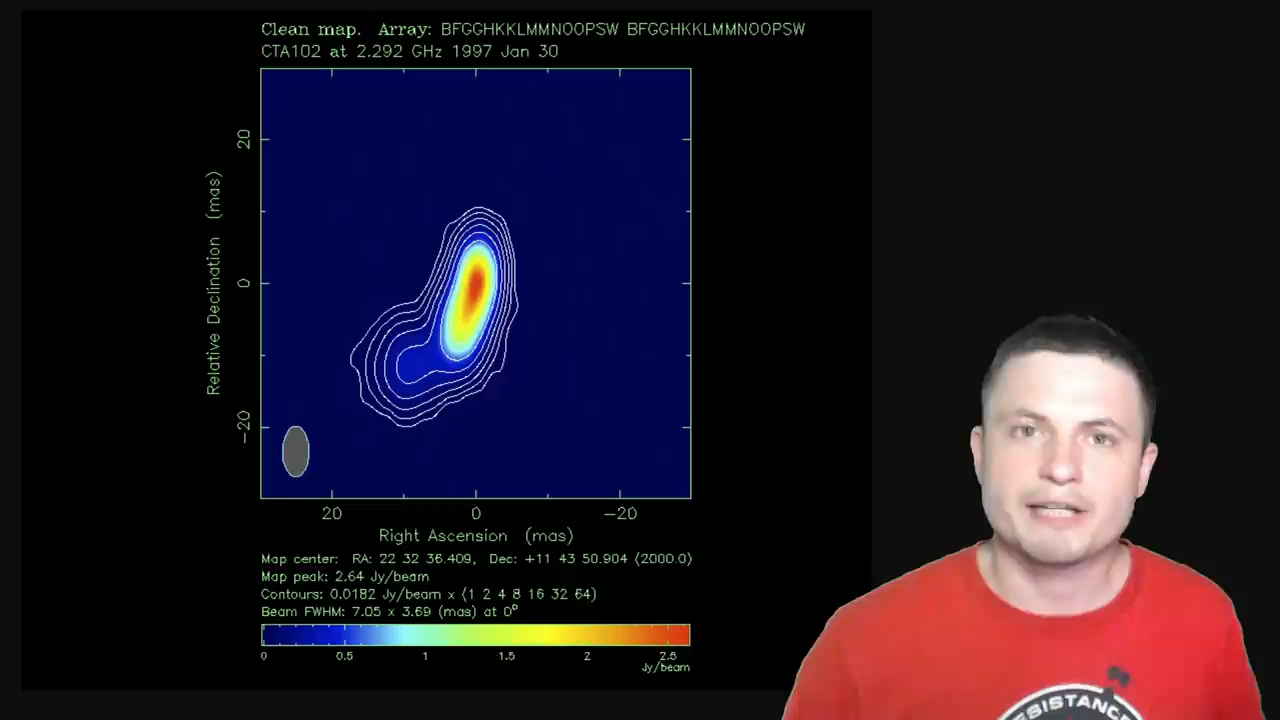 Clean map. Array: BFGGHKKLMMNOOPSW BFGGHKKLMMNOOPSW
CTA102 at 2.292 GHz 1997 Jan 30
Relative Declination (mas)
20
0
−20
20 0 −20
Right Ascension (mas)
Map center: RA: 22 32 36.409, Dec: +11 43 50.904 (2000.0)
Map peak: 2.64 Jy/beam
Contours: 0.0182 Jy/beam x (1 2 4 8 16 32 64)
Beam FWHM: 7.05 x 3.69 (mas) at 0°
0 0.5 1 1.5 2 2.5
Jy/beam